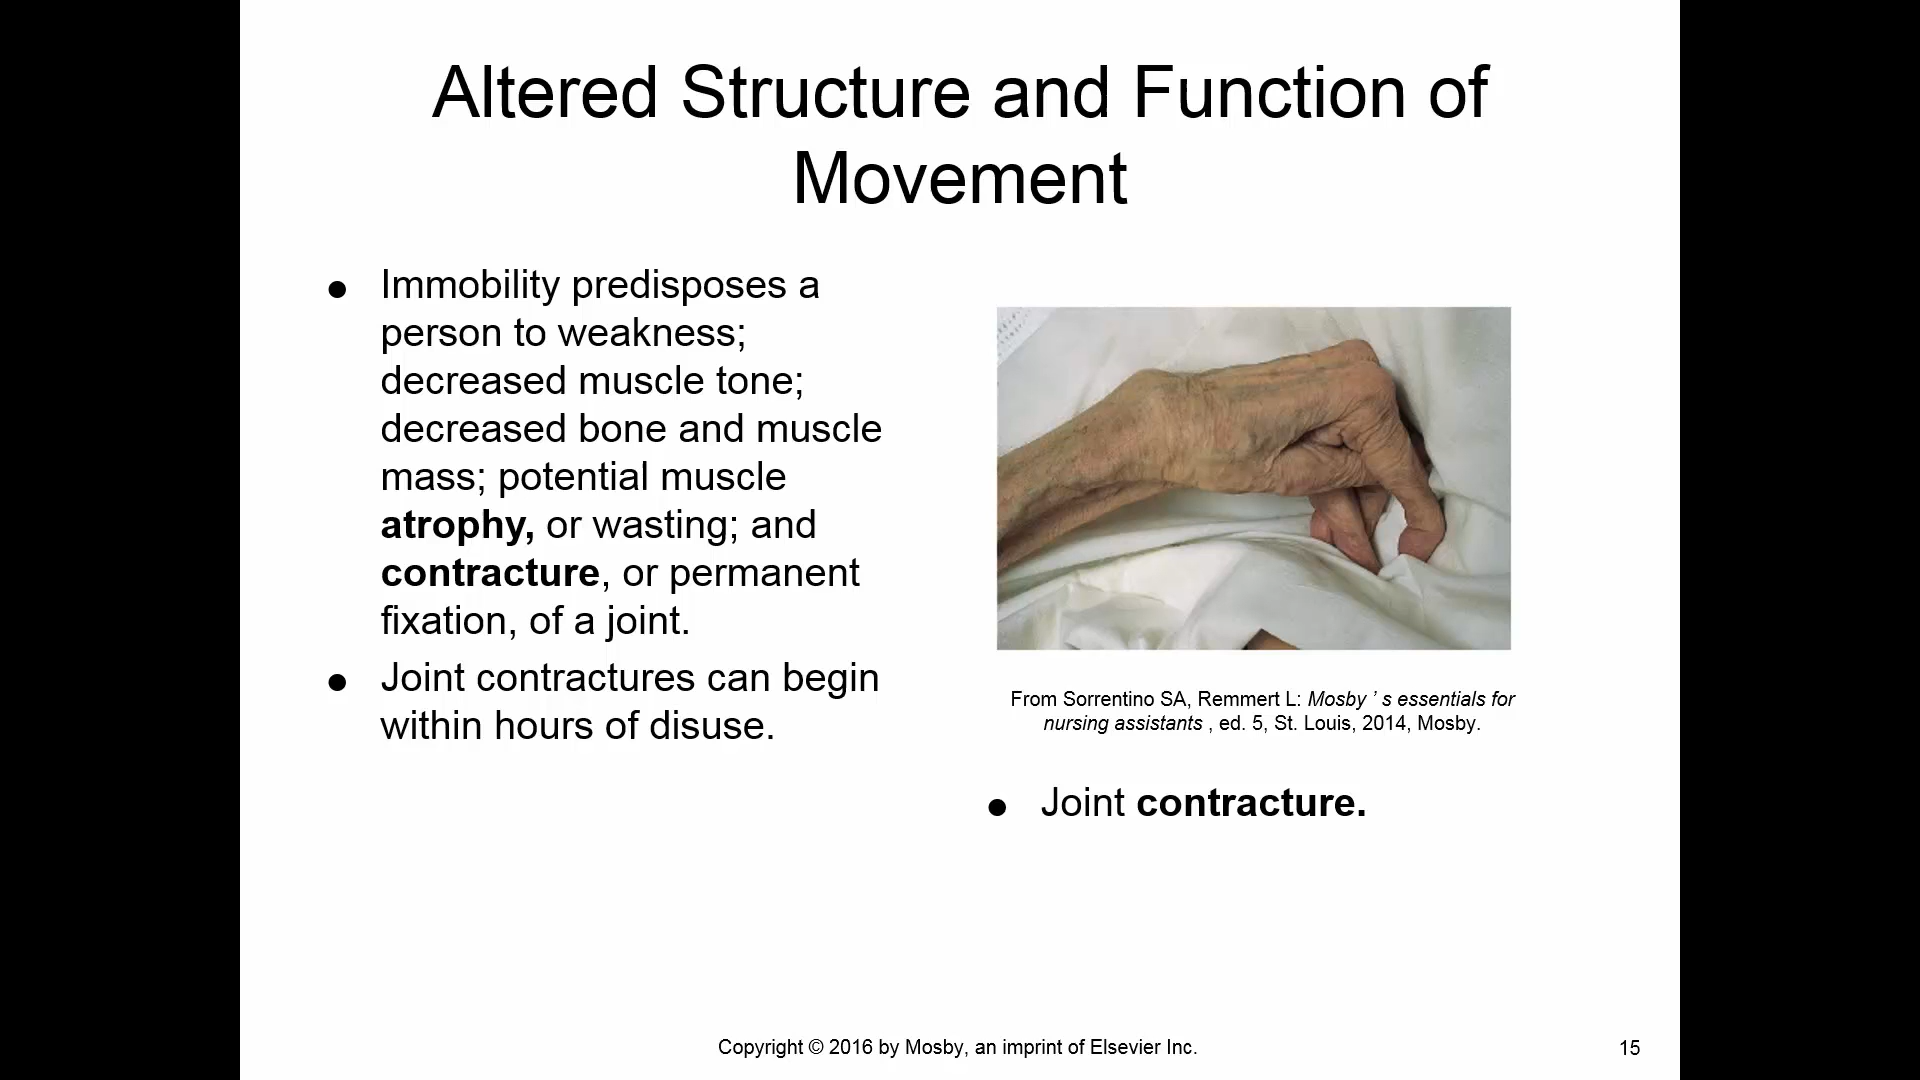 Altered Structure and Function of
Movement
● Immobility predisposes a
person to weakness;
decreased muscle tone;
decreased bone and muscle
mass; potential muscle
atrophy, or wasting; and
contracture, or permanent
fixation, of a joint.
● Joint contractures can begin
within hours of disuse.
From Sorrentino SA, Remmert L: Mosby ’ s essentials for
nursing assistants , ed. 5, St. Louis, 2014, Mosby.
● Joint contracture.
Copyright © 2016 by Mosby, an imprint of Elsevier Inc.
15